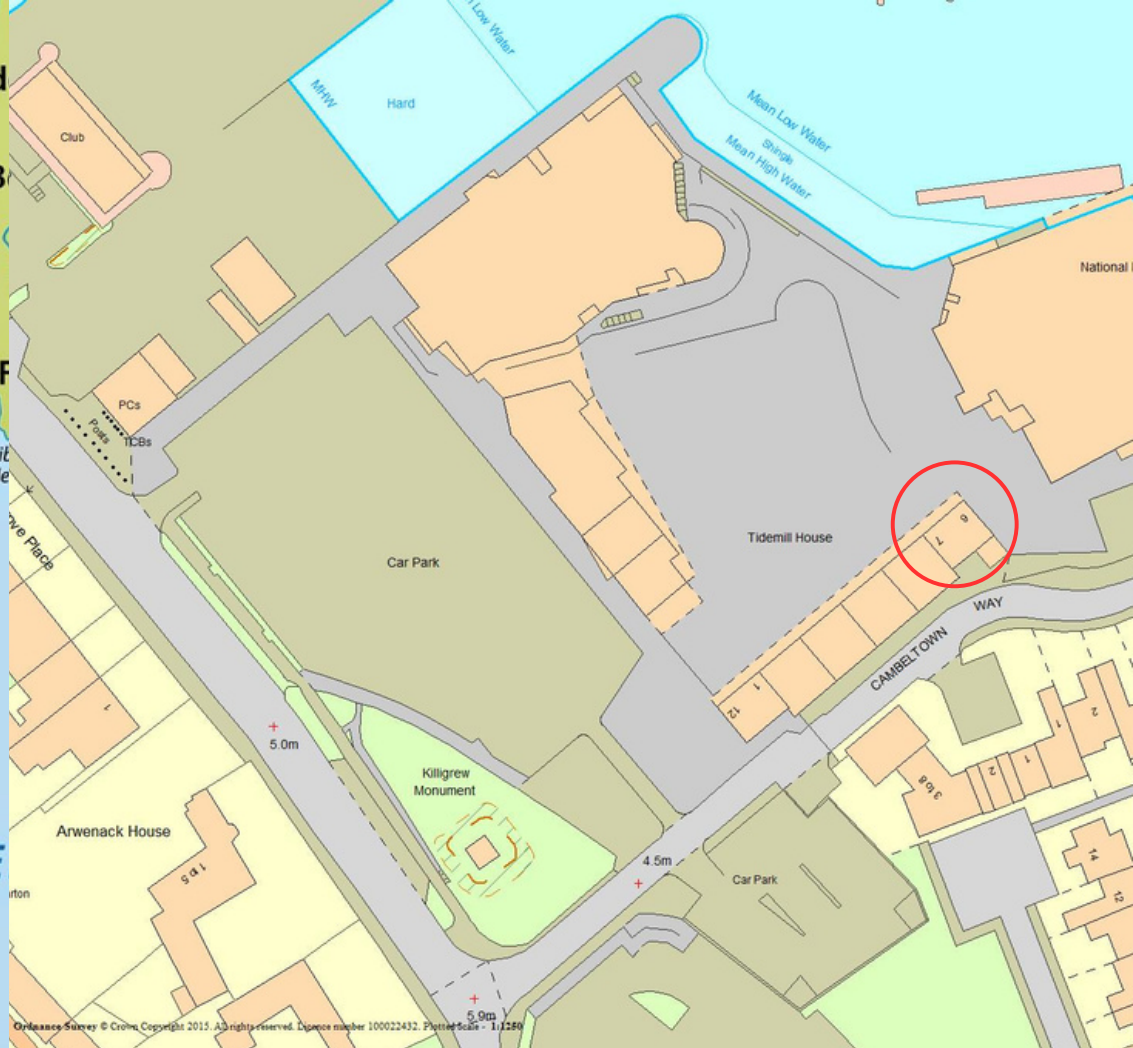 Mean Low Water
MHW
Hard
Mean Low Water
Shingle
Mean High Water
Club
National
PCs
Posts
TCBs
Place
Car Park
Tidemill House
6
7
1
12
CAMBELTOWN WAY
1
5.0m
Killigrew
Monument
Arwenack House
1 to 5
4.5m
Car Park
3 to 8
2
1
1
2
14
12
5.9m
Ordnance Survey © Crown Copyright 2015. All rights reserved. Licence number 100022432. Plotted Scale - 1:1250